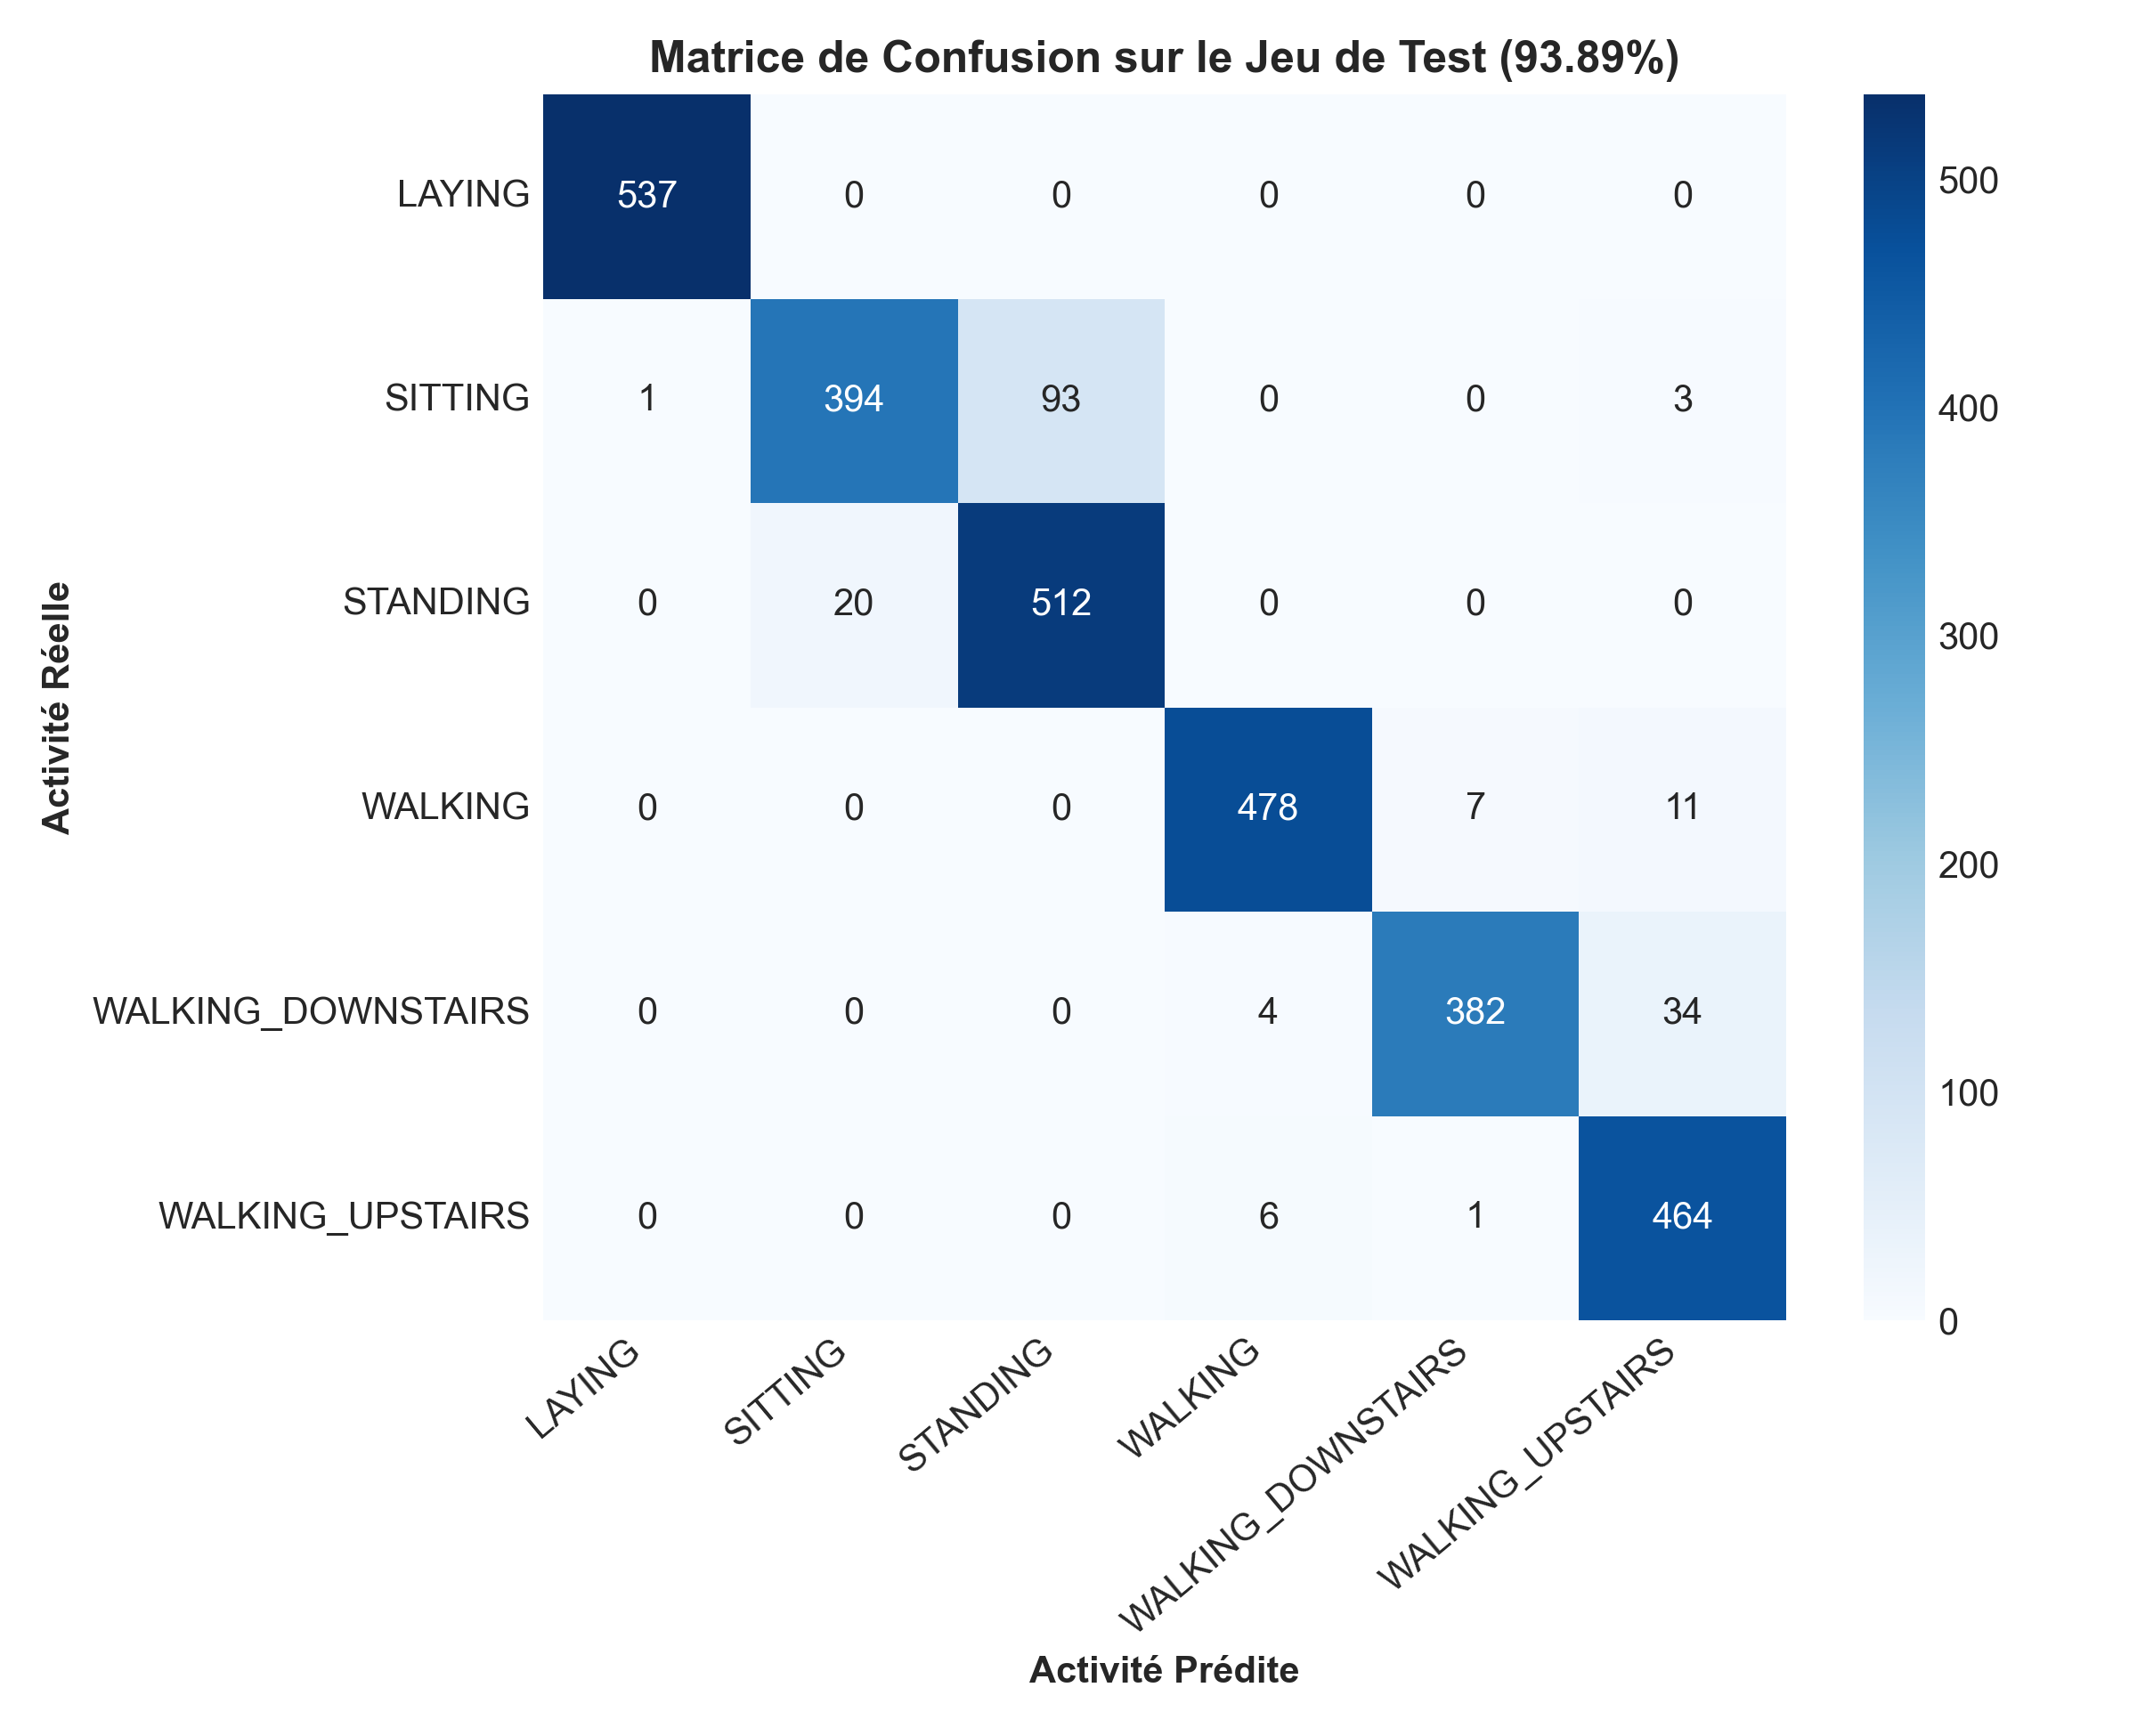 Matrice de Confusion sur le Jeu de Test (93.89%)
Activité Réelle
LAYING 537 0 0 0 0 0
SITTING 1 394 93 0 0 3
STANDING 0 20 512 0 0 0
WALKING 0 0 0 478 7 11
WALKING_DOWNSTAIRS 0 0 0 4 382 34
WALKING_UPSTAIRS 0 0 0 6 1 464
LAYING SITTING STANDING WALKING WALKING_DOWNSTAIRS WALKING_UPSTAIRS
Activité Prédite
500
400
300
200
100
0